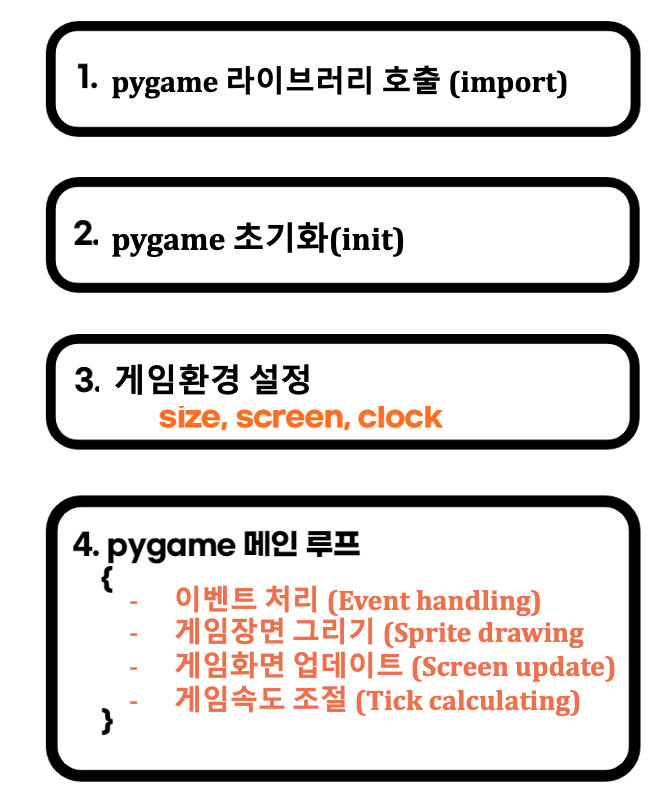 1. pygame 라이브러리 호출 (import)
2. pygame 초기화(init)
3. 게임환경 설정
size, screen, clock
4. pygame 메인 루프
{
- 이벤트 처리 (Event handling)
- 게임장면 그리기 (Sprite drawing
- 게임화면 업데이트 (Screen update)
- 게임속도 조절 (Tick calculating)
}